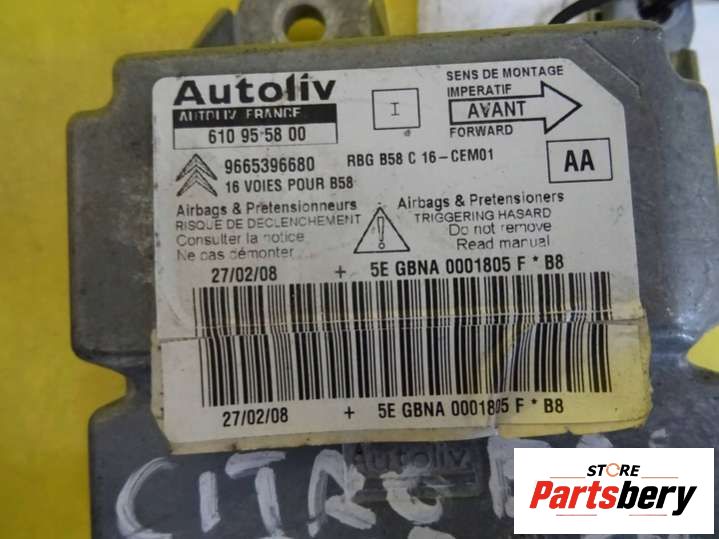 Autoliv
AUTOLIV FRANCE
610 95 58 00
I
SENS DE MONTAGE
IMPERATIF
AVANT
FORWARD
9665396680 RBG B58 C 16-CEM01
16 VOIES POUR B58
AA
Airbags & Pretensionneurs
RISQUE DE DECLENCHEMENT
Consulter la notice
Ne pas démonter
Airbags & Pretensioners
TRIGGERING HASARD
Do not remove
Read manual
27/02/08 + 5E GBNA 0001805 F * B8
27/02/08 + 5E GBNA 0001805 F * B8
Autoliv
STORE
Partsbery